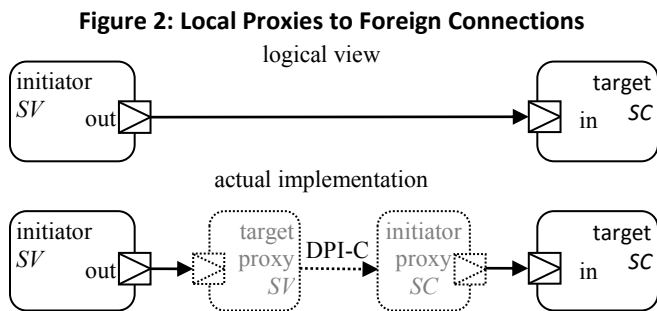 Figure 2: Local Proxies to Foreign Connections
logical view
initiator
SV
out
target
SC
in
actual implementation
initiator
SV
out
target
proxy
SV
DPI-C
initiator
proxy
SC
target
SC
in